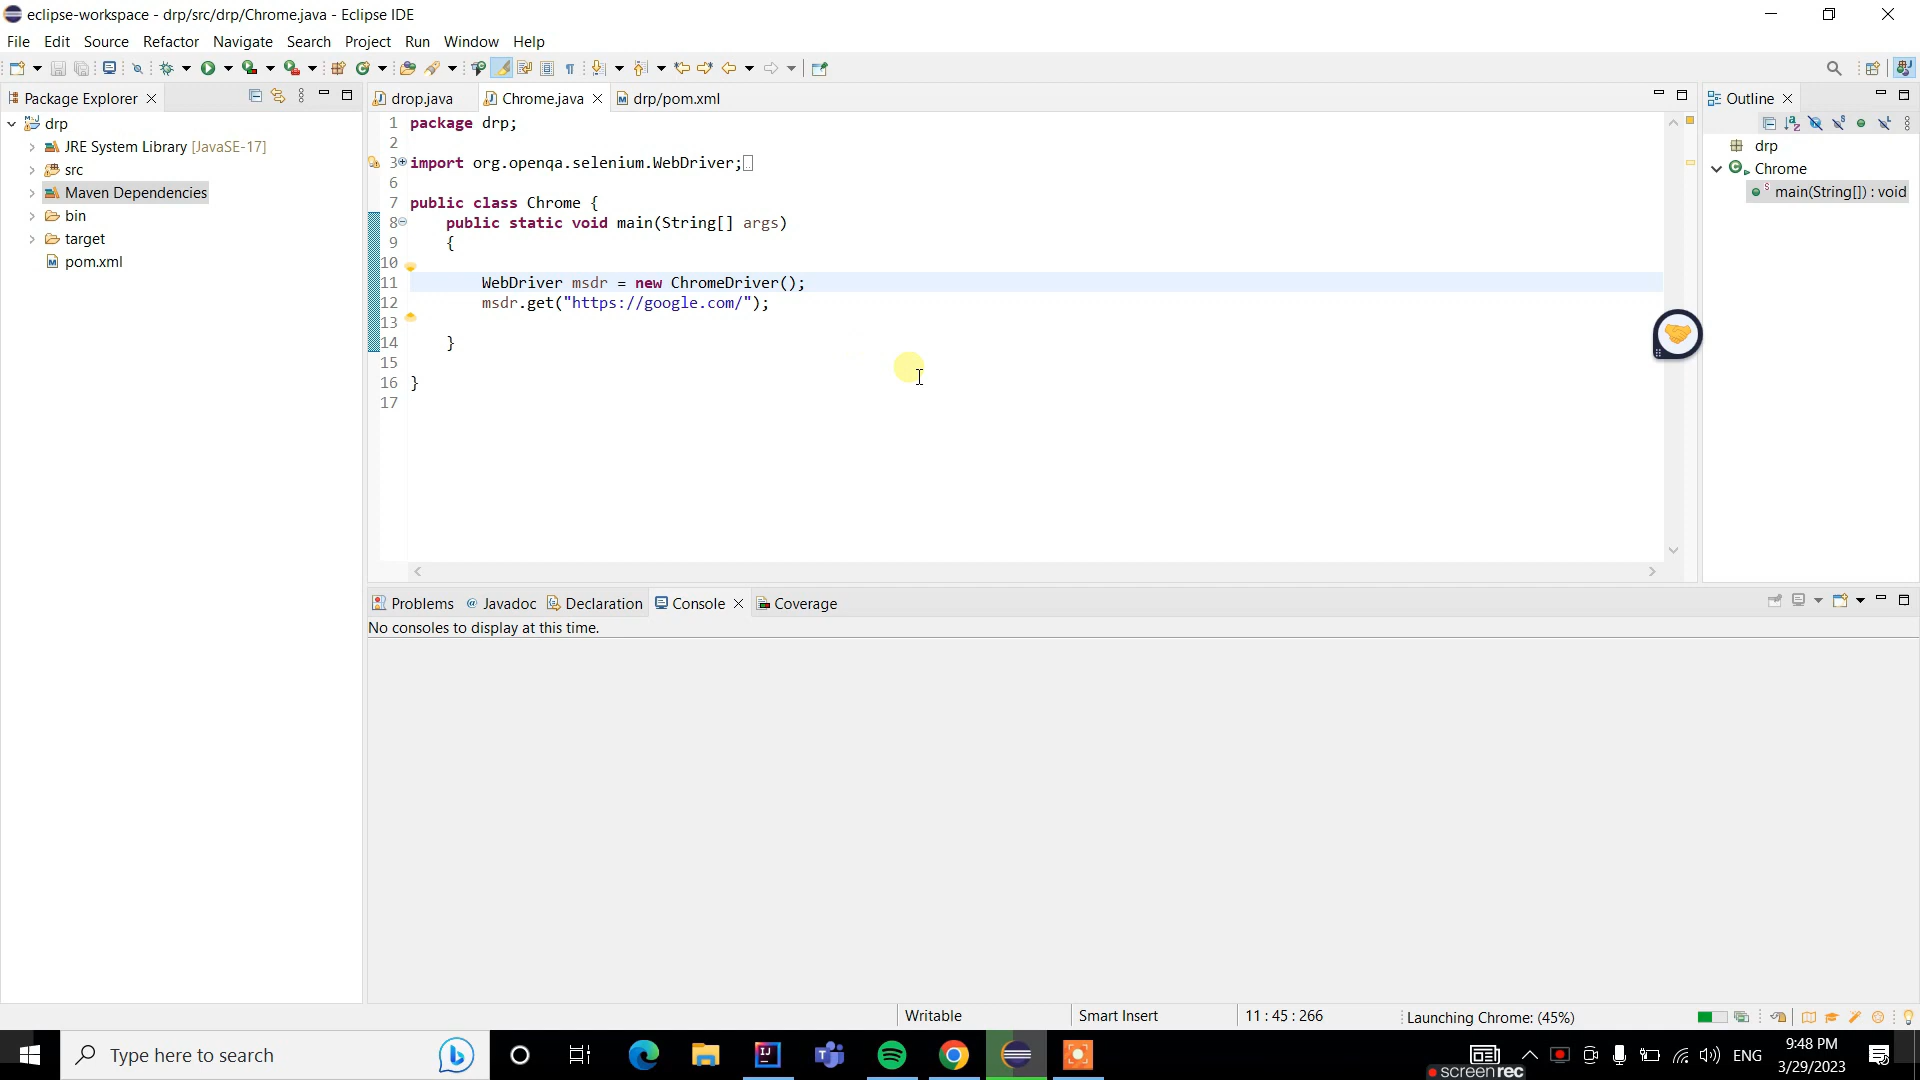 eclipse-workspace - drp/src/drp/Chrome.java - Eclipse IDE
File Edit Source Refactor Navigate Search Project Run Window Help
Package Explorer
drp
JRE System Library [JavaSE-17]
src
Maven Dependencies
bin
target
pom.xml
drop.java Chrome.java drp/pom.xml
1 package drp;
2
3 import org.openqa.selenium.WebDriver;
6
7 public class Chrome {
8 public static void main(String[] args)
9 {
10
11 WebDriver msdr = new ChromeDriver();
12 msdr.get("https://google.com/");
13
14 }
15
16 }
17
Outline
drp
Chrome
main(String[]) : void
Problems @ Javadoc Declaration Console Coverage
No consoles to display at this time.
Writable Smart Insert 11 : 45 : 266 Launching Chrome: (45%)
Type here to search
ENG
9:48 PM
3/29/2023
screenrec